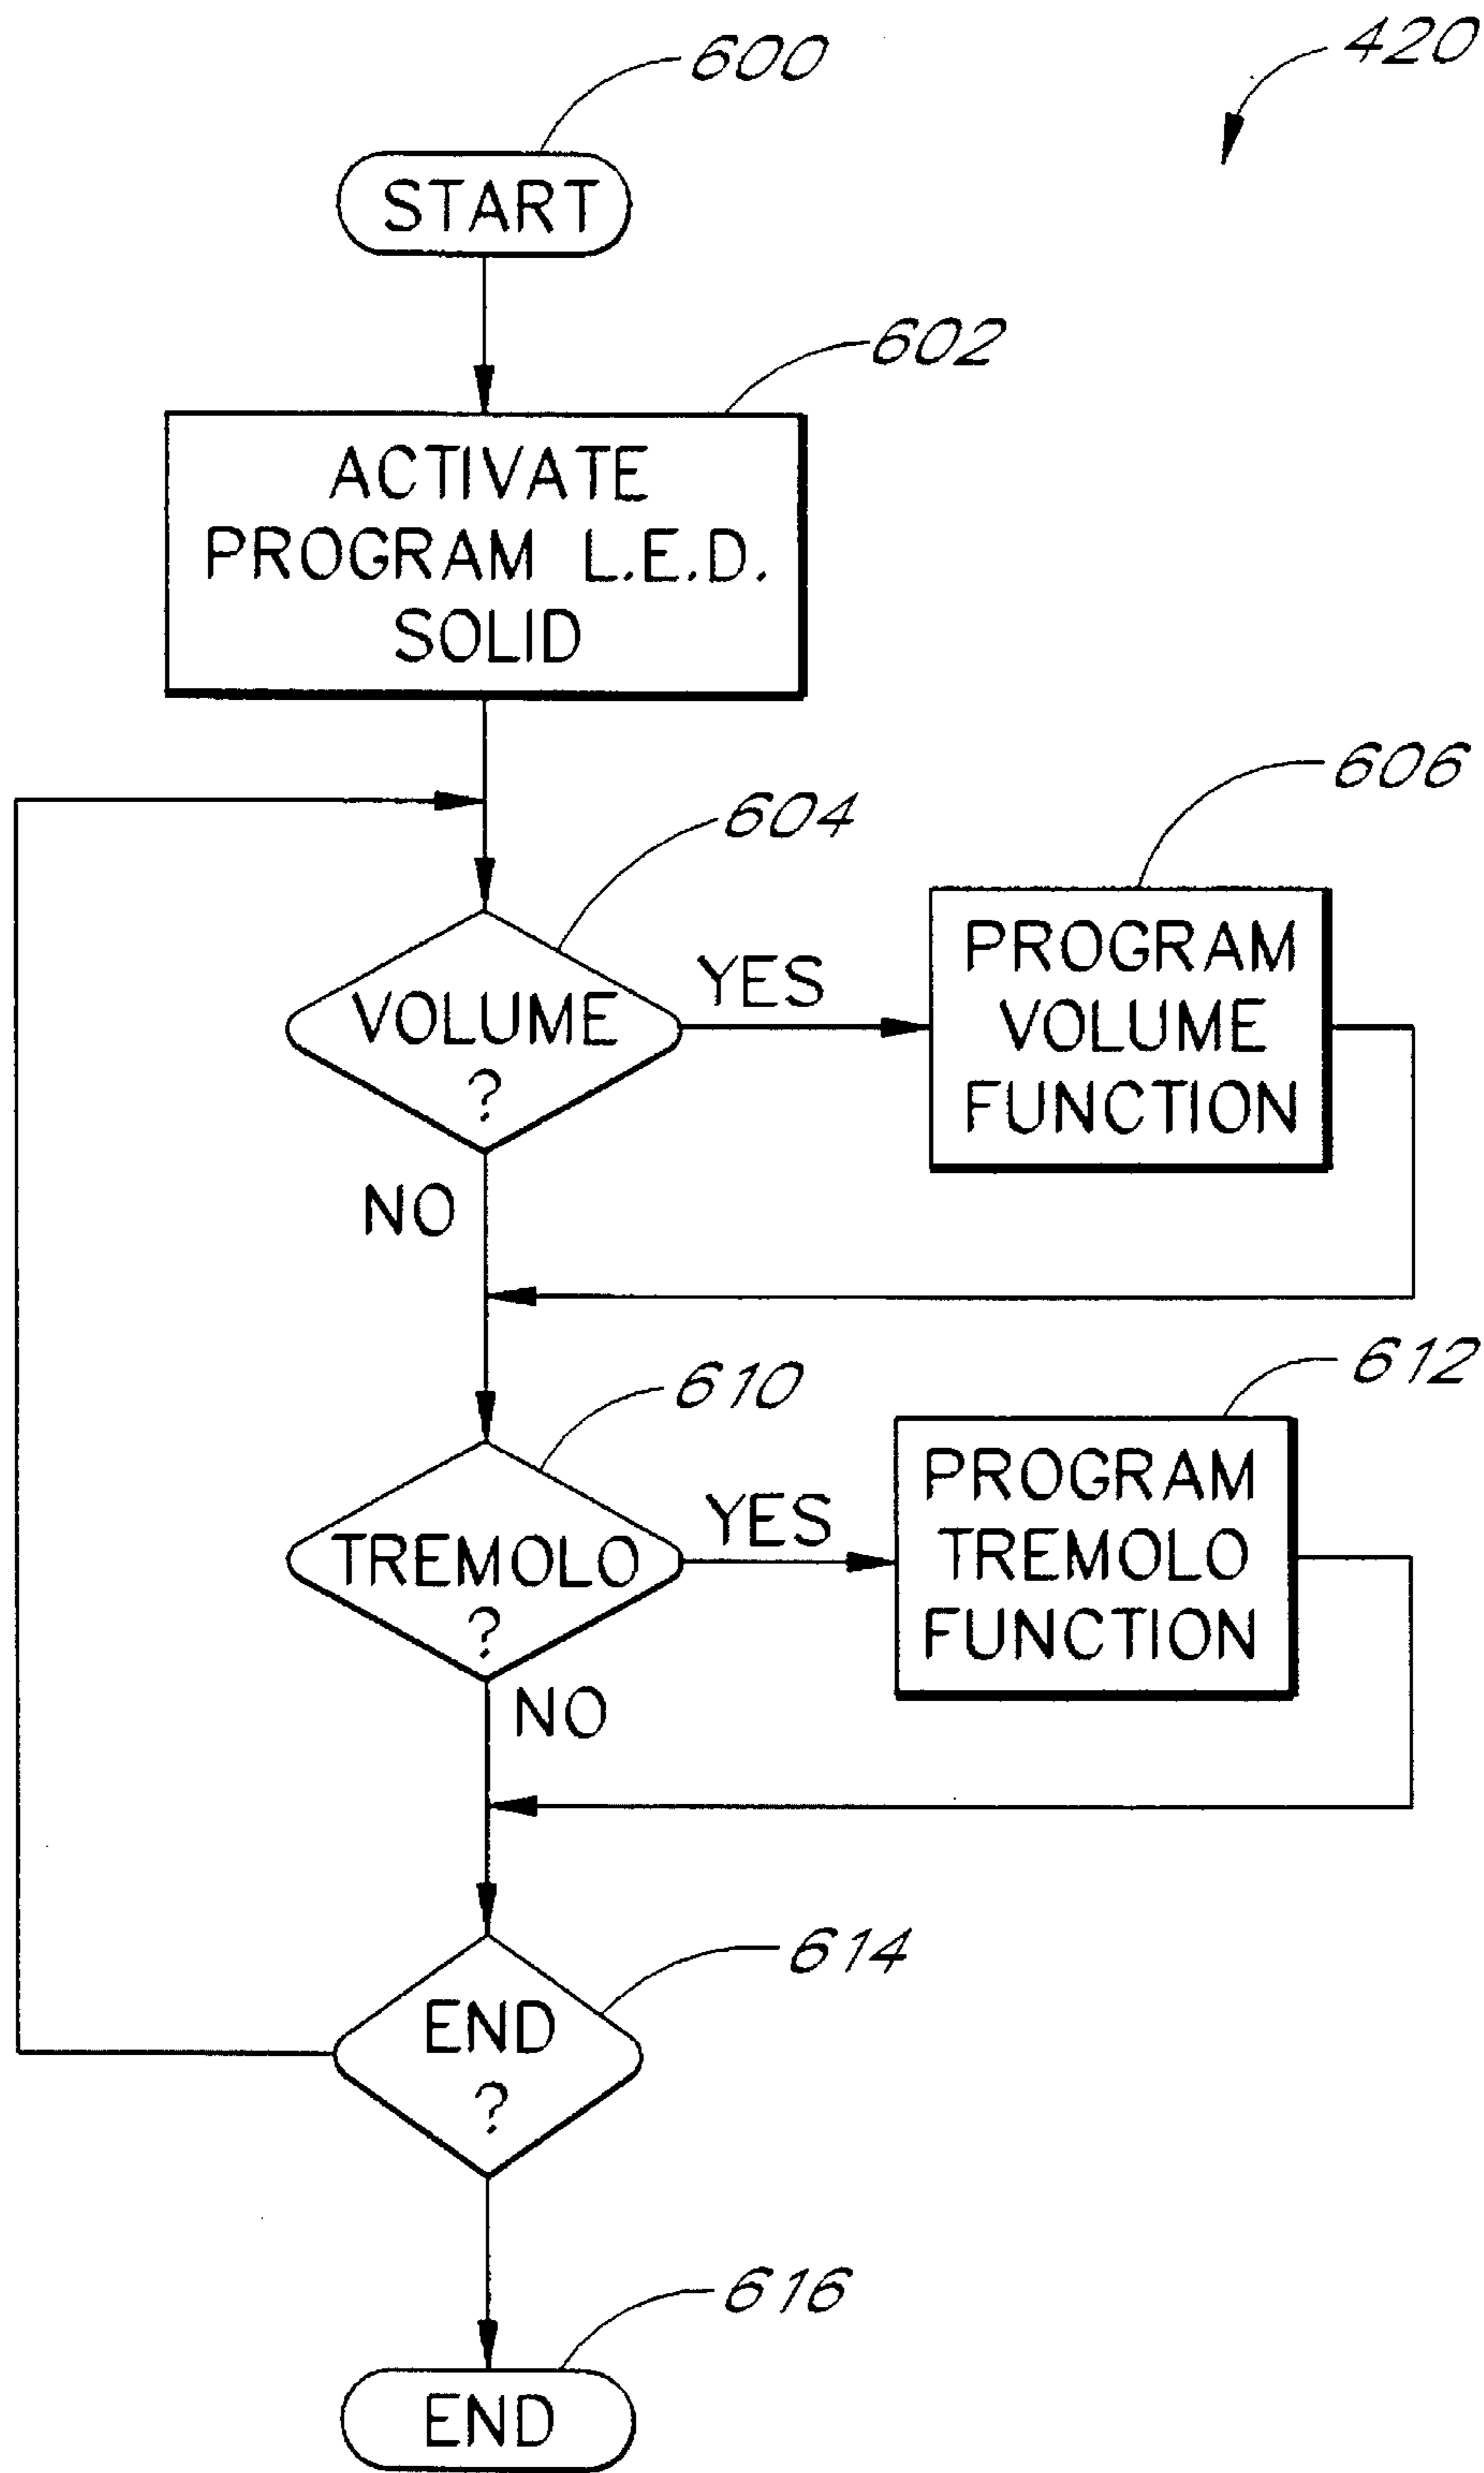 600
420
START
602
ACTIVATE
PROGRAM L.E.D.
SOLID
604
606
VOLUME
?
YES
PROGRAM
VOLUME
FUNCTION
NO
610
612
TREMOLO
?
YES
PROGRAM
TREMOLO
FUNCTION
NO
614
END
?
616
END